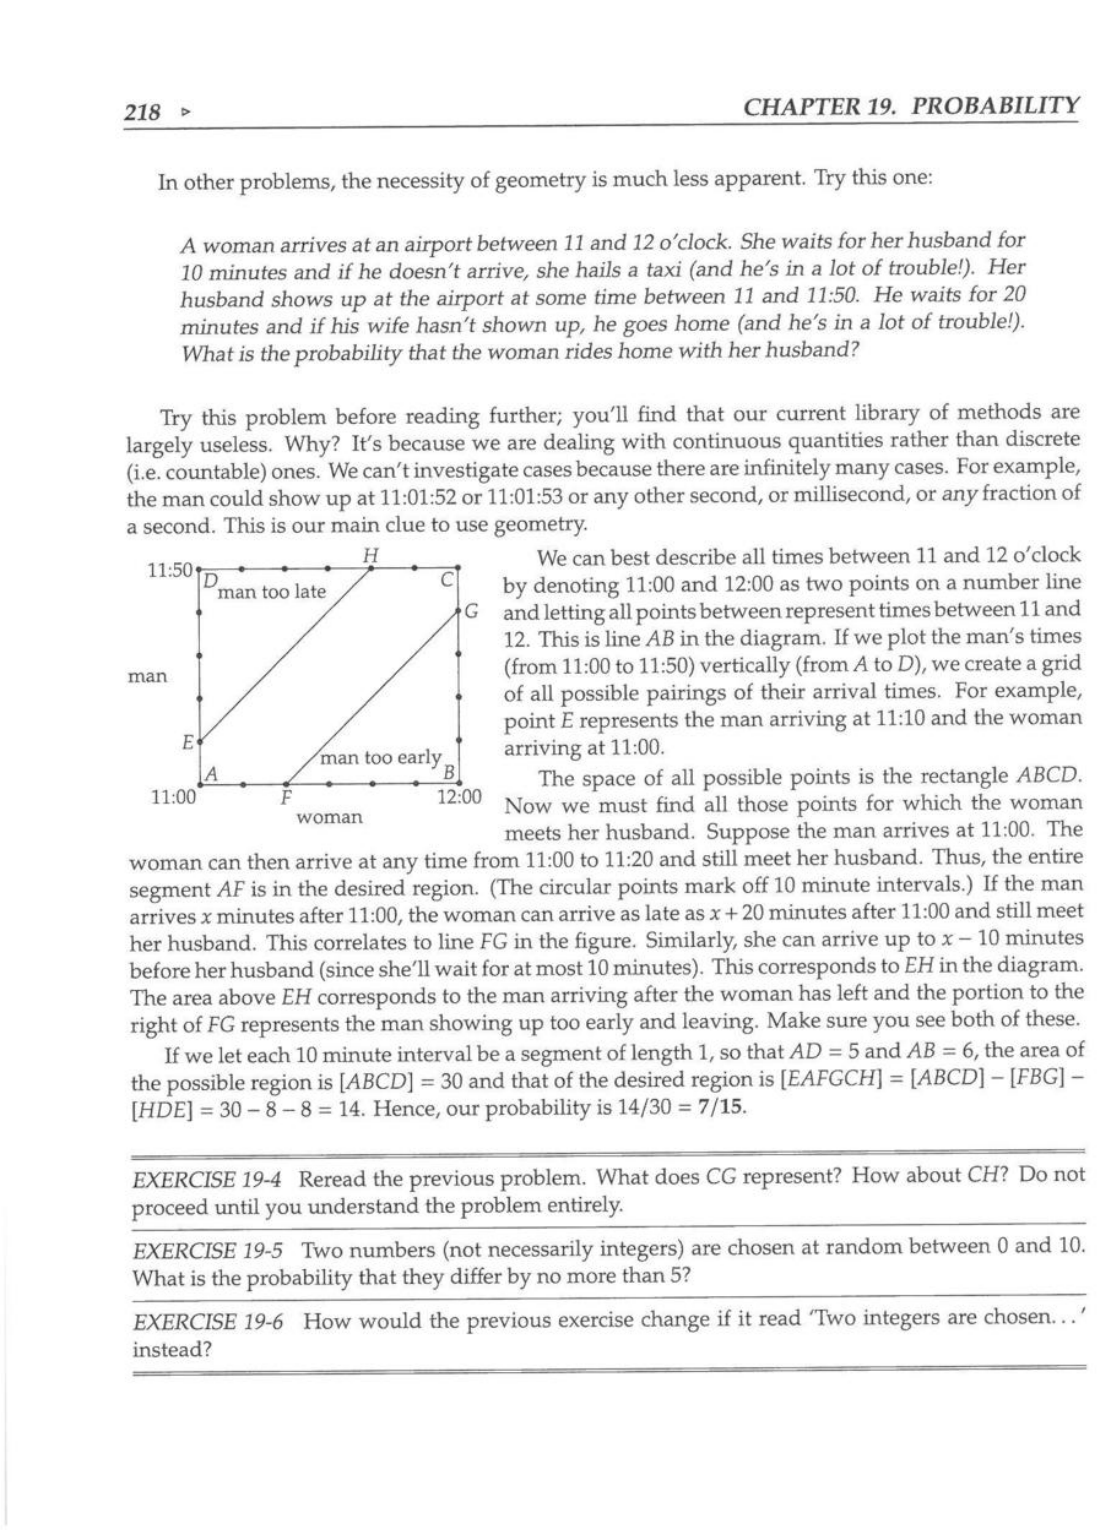 218 ▹ CHAPTER 19. PROBABILITY
In other problems, the necessity of geometry is much less apparent. Try this one:
A woman arrives at an airport between 11 and 12 o'clock. She waits for her husband for
10 minutes and if he doesn't arrive, she hails a taxi (and he's in a lot of trouble!). Her
husband shows up at the airport at some time between 11 and 11:50. He waits for 20
minutes and if his wife hasn't shown up, he goes home (and he's in a lot of trouble!).
What is the probability that the woman rides home with her husband?
Try this problem before reading further; you'll find that our current library of methods are
largely useless. Why? It's because we are dealing with continuous quantities rather than discrete
(i.e. countable) ones. We can't investigate cases because there are infinitely many cases. For example,
the man could show up at 11:01:52 or 11:01:53 or any other second, or millisecond, or any fraction of
a second. This is our main clue to use geometry.
H
11:50 D C
man too late
G
man
E
man too early
A B
11:00 F 12:00
woman
We can best describe all times between 11 and 12 o'clock
by denoting 11:00 and 12:00 as two points on a number line
and letting all points between represent times between 11 and
12. This is line AB in the diagram. If we plot the man's times
(from 11:00 to 11:50) vertically (from A to D), we create a grid
of all possible pairings of their arrival times. For example,
point E represents the man arriving at 11:10 and the woman
arriving at 11:00.
The space of all possible points is the rectangle ABCD.
Now we must find all those points for which the woman
meets her husband. Suppose the man arrives at 11:00. The
woman can then arrive at any time from 11:00 to 11:20 and still meet her husband. Thus, the entire
segment AF is in the desired region. (The circular points mark off 10 minute intervals.) If the man
arrives x minutes after 11:00, the woman can arrive as late as x + 20 minutes after 11:00 and still meet
her husband. This correlates to line FG in the figure. Similarly, she can arrive up to x − 10 minutes
before her husband (since she'll wait for at most 10 minutes). This corresponds to EH in the diagram.
The area above EH corresponds to the man arriving after the woman has left and the portion to the
right of FG represents the man showing up too early and leaving. Make sure you see both of these.
If we let each 10 minute interval be a segment of length 1, so that AD = 5 and AB = 6, the area of
the possible region is [ABCD] = 30 and that of the desired region is [EAFGCH] = [ABCD] − [FBG] −
[HDE] = 30 − 8 − 8 = 14. Hence, our probability is 14/30 = 7/15.
EXERCISE 19-4 Reread the previous problem. What does CG represent? How about CH? Do not
proceed until you understand the problem entirely.
EXERCISE 19-5 Two numbers (not necessarily integers) are chosen at random between 0 and 10.
What is the probability that they differ by no more than 5?
EXERCISE 19-6 How would the previous exercise change if it read 'Two integers are chosen. . . '
instead?